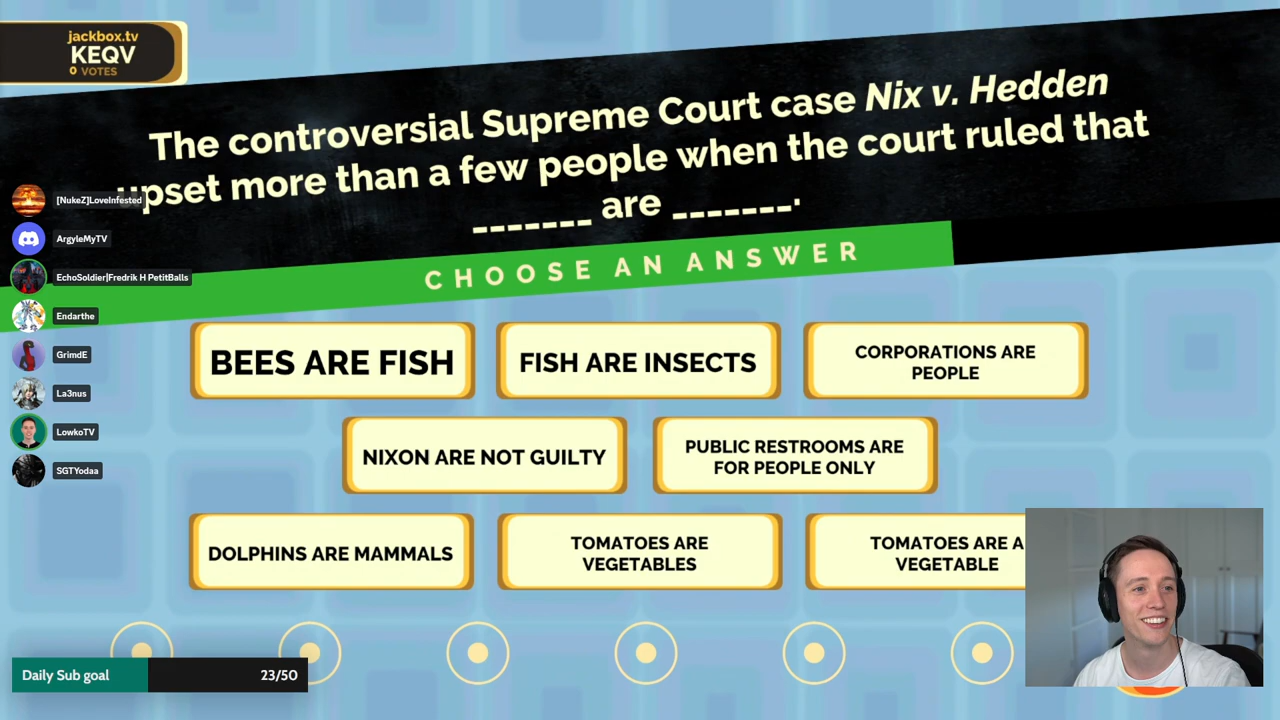 jackbox.tv
KEQV
0 VOTES
The controversial Supreme Court case Nix v. Hedden
upset more than a few people when the court ruled that
_______ are _______.
CHOOSE AN ANSWER
[NukeZ]LoveInfested
ArgyleMyTV
EchoSoldier|Fredrik H PetitBalls
Endarthe
GrimdE
La3nus
LowkoTV
SGTYodaa
BEES ARE FISH
FISH ARE INSECTS
CORPORATIONS ARE
PEOPLE
NIXON ARE NOT GUILTY
PUBLIC RESTROOMS ARE
FOR PEOPLE ONLY
DOLPHINS ARE MAMMALS
TOMATOES ARE
VEGETABLES
TOMATOES ARE A
VEGETABLE
Daily Sub goal
23/50